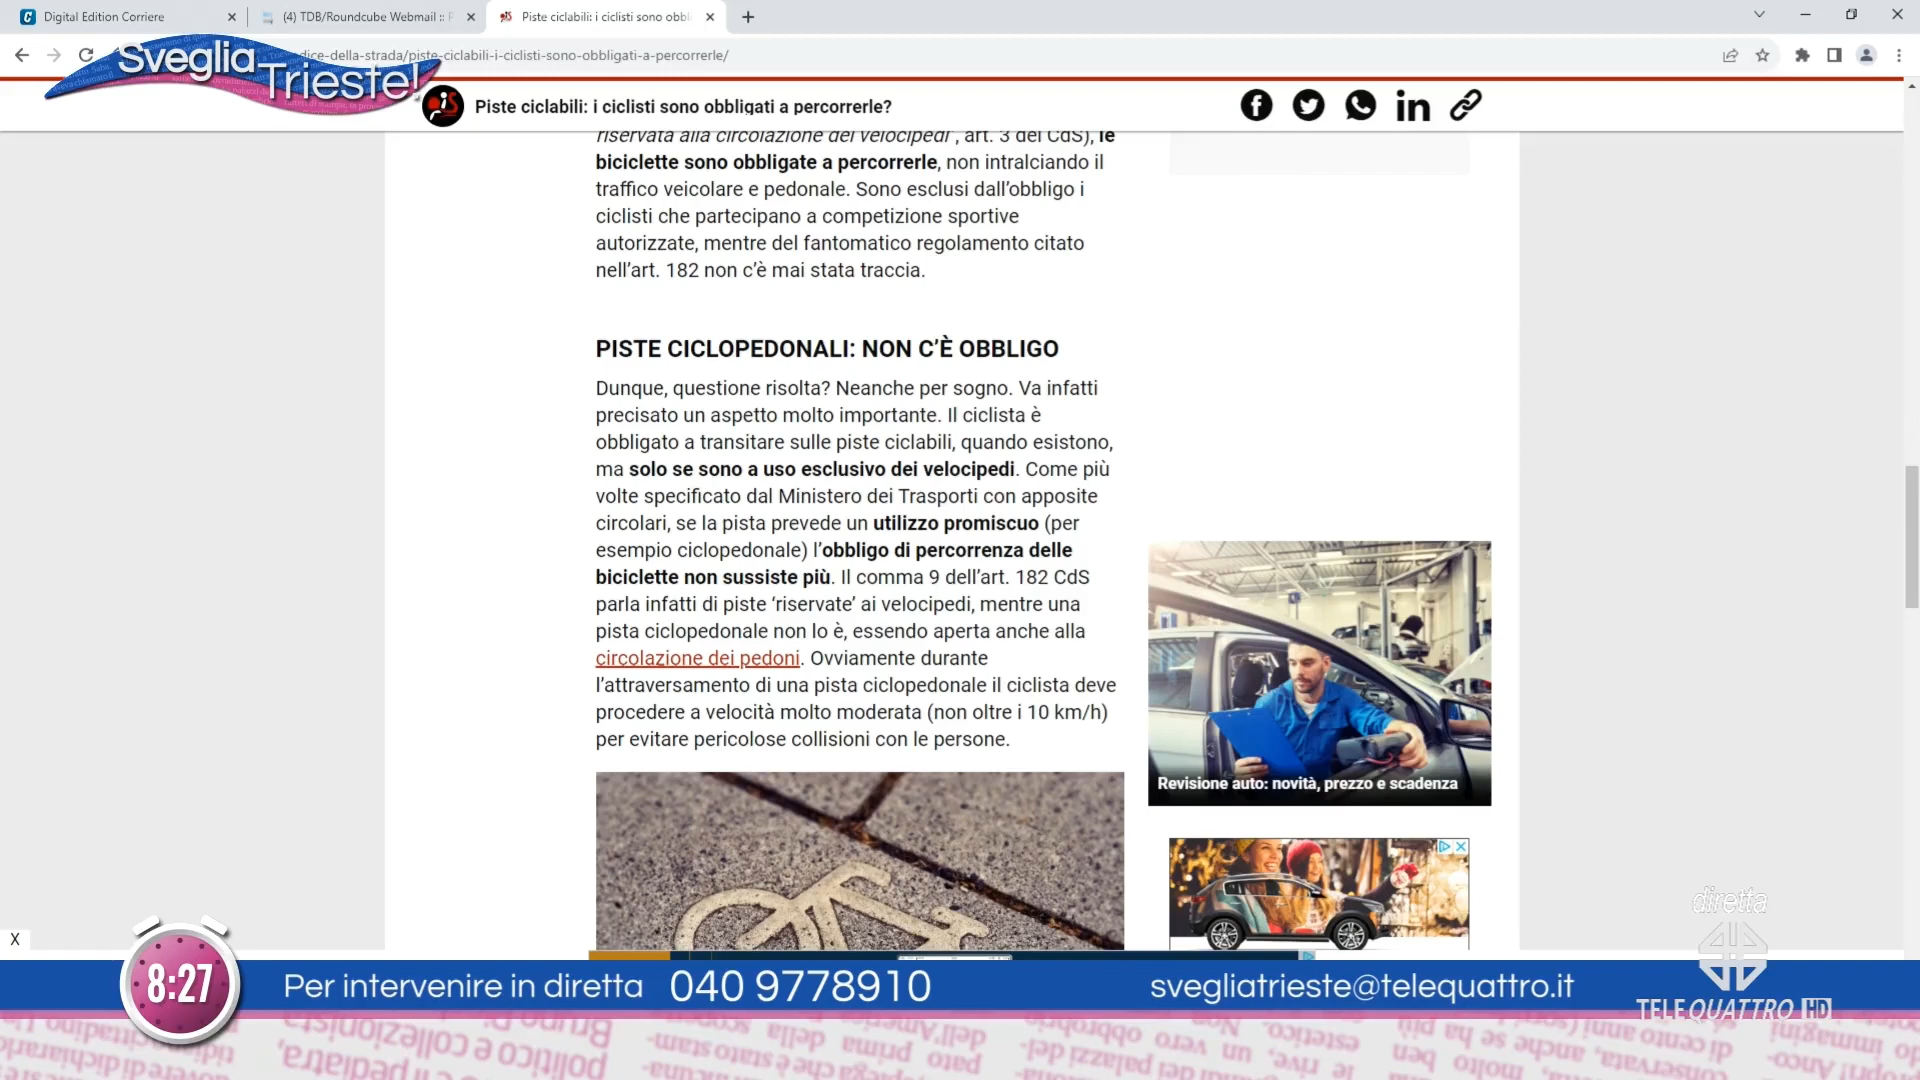 Digital Edition Corriere
(4) TDB/Roundcube Webmail ::
Piste ciclabili: i ciclisti sono obbli
dice-della-strada/piste-ciclabili-i-ciclisti-sono-obbligati-a-percorrerle/
Sveglia
Trieste!
Piste ciclabili: i ciclisti sono obbligati a percorrerle?
riservata alla circolazione dei velocipedi", art. 3 del CdS), le
biciclette sono obbligate a percorrerle, non intralciando il
traffico veicolare e pedonale. Sono esclusi dall’obbligo i
ciclisti che partecipano a competizione sportive
autorizzate, mentre del fantomatico regolamento citato
nell’art. 182 non c’è mai stata traccia.
PISTE CICLOPEDONALI: NON C’È OBBLIGO
Dunque, questione risolta? Neanche per sogno. Va infatti
precisato un aspetto molto importante. Il ciclista è
obbligato a transitare sulle piste ciclabili, quando esistono,
ma solo se sono a uso esclusivo dei velocipedi. Come più
volte specificato dal Ministero dei Trasporti con apposite
circolari, se la pista prevede un utilizzo promiscuo (per
esempio ciclopedonale) l’obbligo di percorrenza delle
biciclette non sussiste più. Il comma 9 dell’art. 182 CdS
parla infatti di piste ‘riservate’ ai velocipedi, mentre una
pista ciclopedonale non lo è, essendo aperta anche alla
circolazione dei pedoni. Ovviamente durante
l’attraversamento di una pista ciclopedonale il ciclista deve
procedere a velocità molto moderata (non oltre i 10 km/h)
per evitare pericolose collisioni con le persone.
Revisione auto: novità, prezzo e scadenza
diretta
X
8:27
Per intervenire in diretta 040 9778910
svegliatrieste@telequattro.it
TELEQUATTRO HD